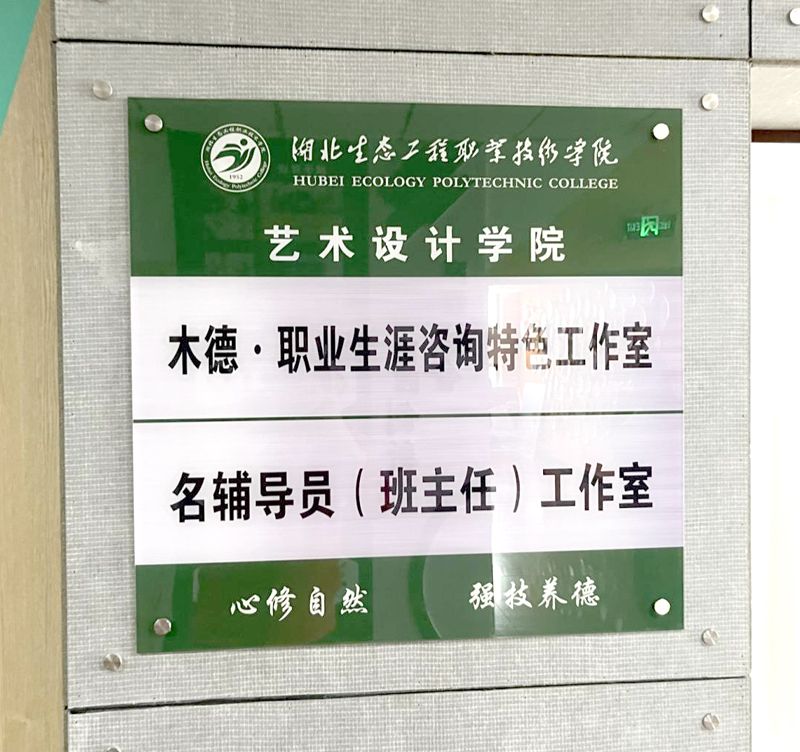 湖北生态工程职业技术学院
HUBEI ECOLOGY POLYTECHNIC COLLEGE
1952
艺术设计学院
木德·职业生涯咨询特色工作室
名辅导员（班主任）工作室
心修自然 强技养德